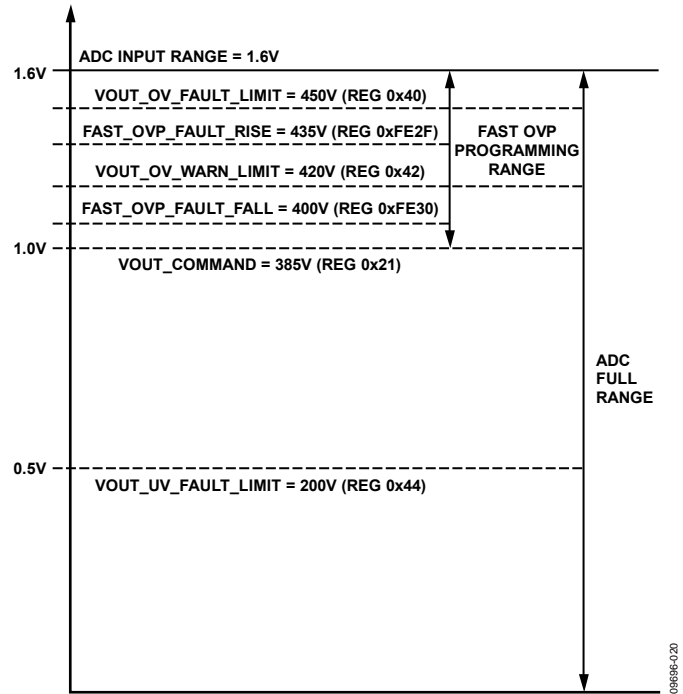 ADC INPUT RANGE = 1.6V
1.6V
VOUT_OV_FAULT_LIMIT = 450V (REG 0x40)
FAST_OVP_FAULT_RISE = 435V (REG 0xFE2F)
FAST OVP
PROGRAMMING
RANGE
VOUT_OV_WARN_LIMIT = 420V (REG 0x42)
FAST_OVP_FAULT_FALL = 400V (REG 0xFE30)
1.0V
VOUT_COMMAND = 385V (REG 0x21)
ADC
FULL
RANGE
0.5V
VOUT_UV_FAULT_LIMIT = 200V (REG 0x44)
09696-020